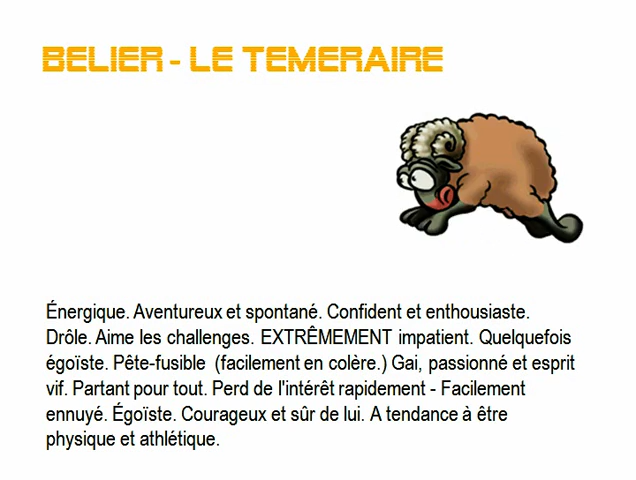 BELIER - LE TEMERAIRE
Énergique. Aventureux et spontané. Confident et enthousiaste.
Drôle. Aime les challenges. EXTRÊMEMENT impatient. Quelquefois
égoïste. Pête-fusible (facilement en colère.) Gai, passionné et esprit
vif. Partant pour tout. Perd de l'intérêt rapidement - Facilement
ennuyé. Égoïste. Courageux et sûr de lui. A tendance à être
physique et athlétique.